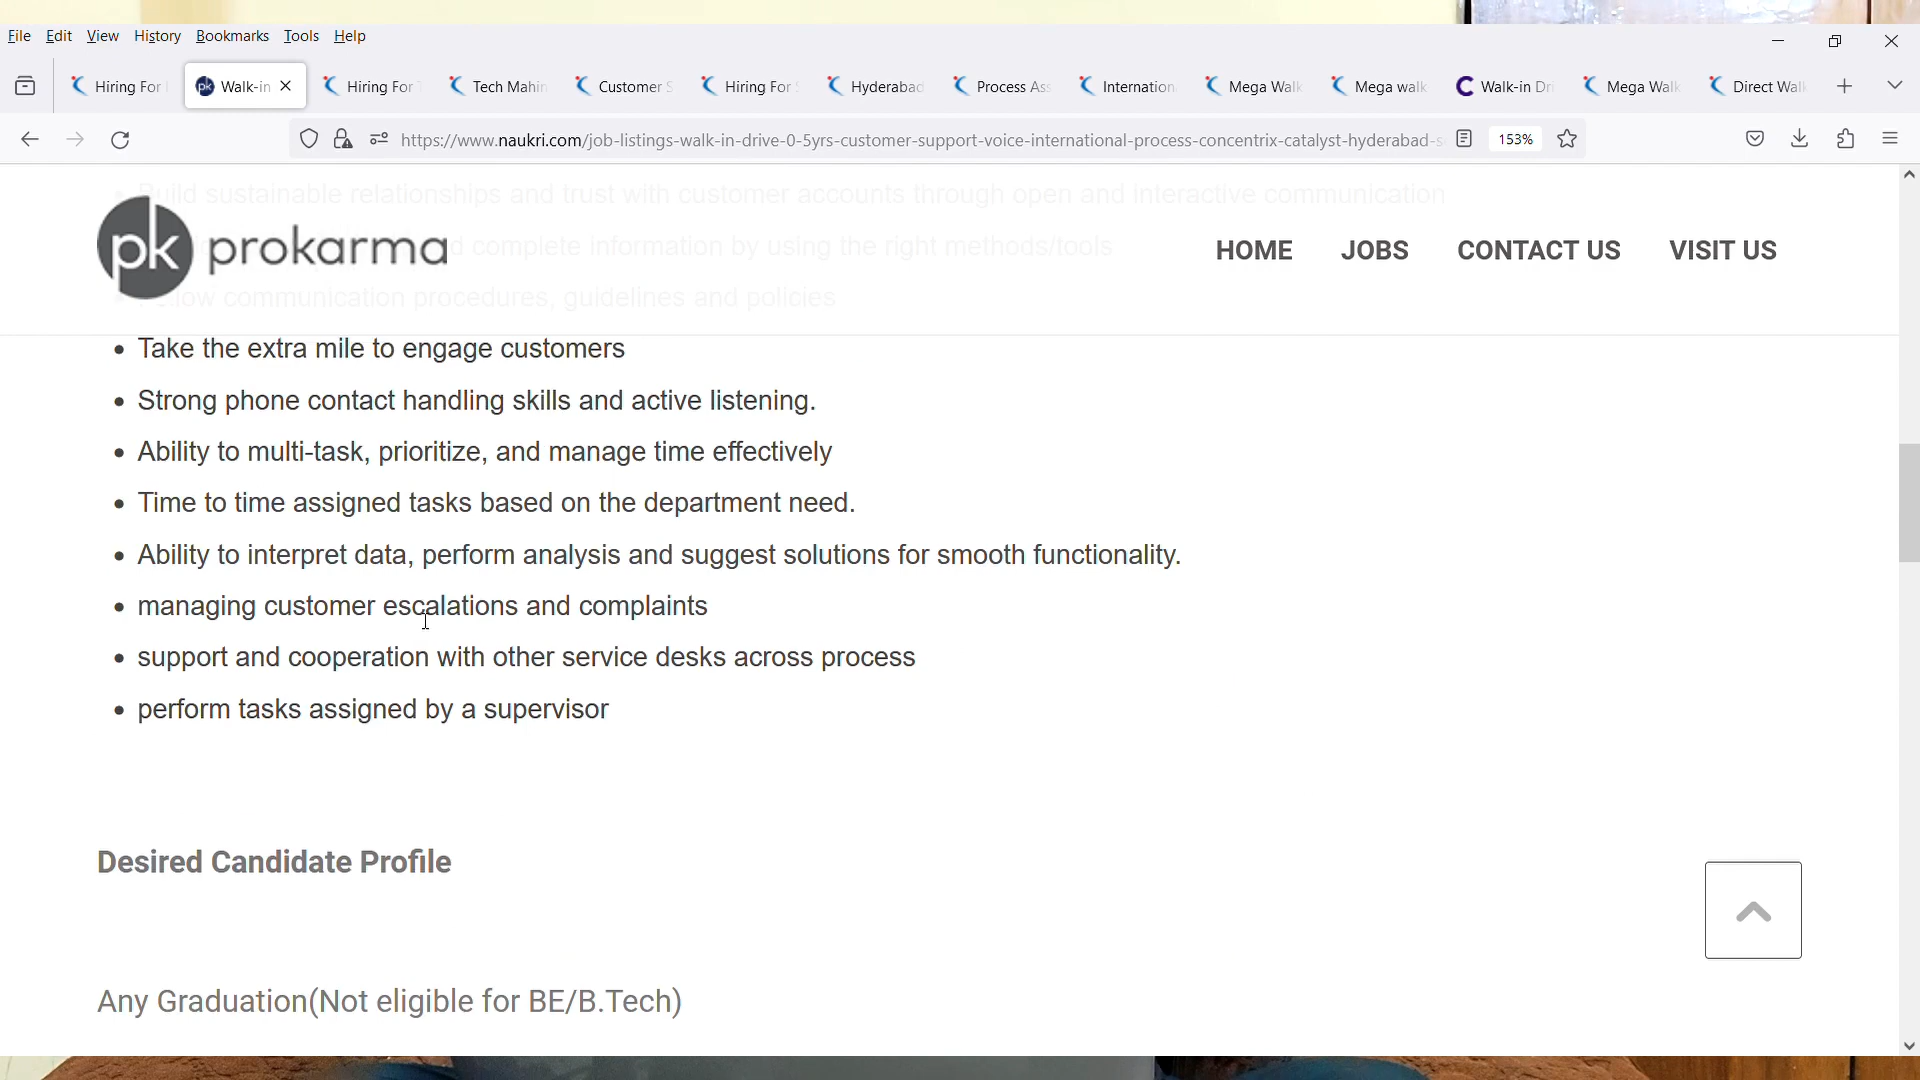 File Edit View History Bookmarks Tools Help
Hiring For Walk-in Hiring For Tech Mahin Customer S Hiring For Hyderabad Process Ass Internation Mega Walk Mega walk Walk-in Dri Mega Walk Direct Walk
https://www.naukri.com/job-listings-walk-in-drive-0-5yrs-customer-support-voice-international-process-concentrix-catalyst-hyderabad-s 153%
Build sustainable relationships and trust with customer accounts through open and interactive communication
complete information by using the right methods/tools
communication procedures, guidelines and policies
pk prokarma
HOME JOBS CONTACT US VISIT US
• Take the extra mile to engage customers
• Strong phone contact handling skills and active listening.
• Ability to multi-task, prioritize, and manage time effectively
• Time to time assigned tasks based on the department need.
• Ability to interpret data, perform analysis and suggest solutions for smooth functionality.
• managing customer escalations and complaints
• support and cooperation with other service desks across process
• perform tasks assigned by a supervisor
Desired Candidate Profile
Any Graduation(Not eligible for BE/B.Tech)